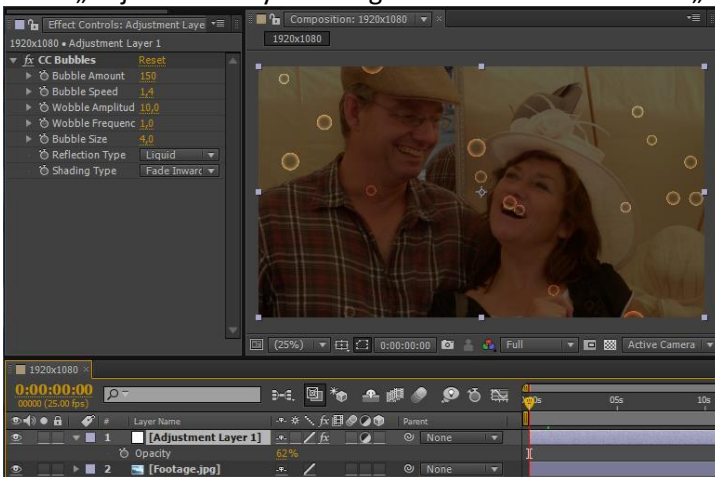 Effect Controls: Adjustment Laye
1920x1080 • Adjustment Layer 1
fx CC Bubbles Reset
Bubble Amount 150
Bubble Speed 1,4
Wobble Amplitud 10,0
Wobble Frequenc 1,0
Bubble Size 4,0
Reflection Type Liquid
Shading Type Fade Inwarc
Composition: 1920x1080
1920x1080
(25%) 0:00:00:00 Full Active Camera
1920x1080
0:00:00:00
00000 (25.00 fps)
05s 10s
# Layer Name fx Parent
1 [Adjustment Layer 1] fx None
Opacity 62%
2 [Footage.jpg] None